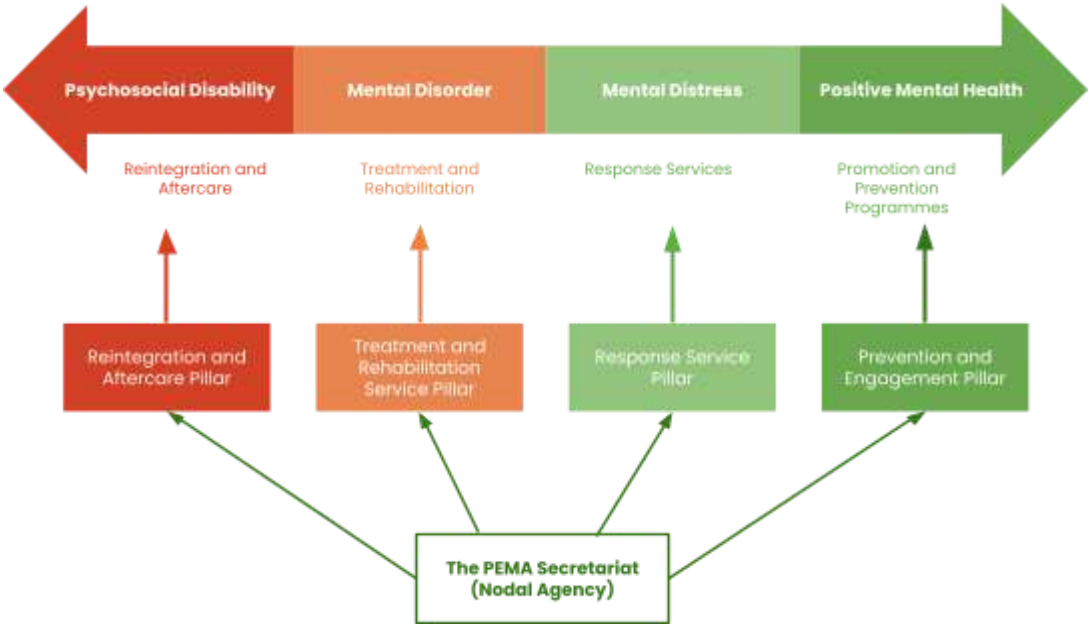 Psychosocial Disability
Mental Disorder
Mental Distress
Positive Mental Health
Reintegration and
Aftercare
Treatment and
Rehabilitation
Response Services
Promotion and
Prevention
Programmes
Reintegration and
Aftercare Pillar
Treatment and
Rehabilitation
Service Pillar
Response Service
Pillar
Prevention and
Engagement Pillar
The PEMA Secretariat
(Nodal Agency)